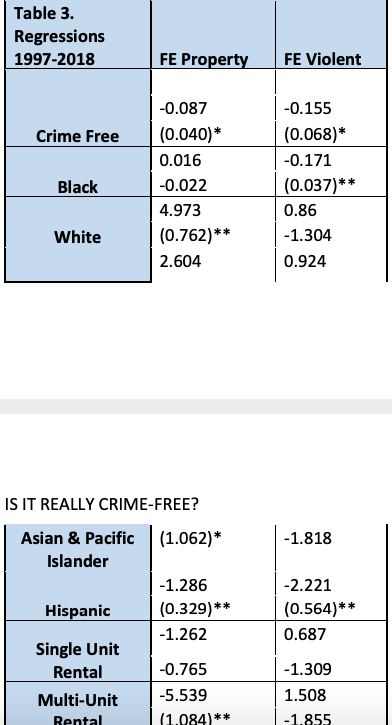 Table 3.
Regressions
1997-2018 FE Property FE Violent
-0.087 -0.155
Crime Free (0.040)* (0.068)*
0.016 -0.171
Black -0.022 (0.037)**
4.973 0.86
White (0.762)** -1.304
2.604 0.924
IS IT REALLY CRIME-FREE?
Asian & Pacific (1.062)* -1.818
Islander
-1.286 -2.221
Hispanic (0.329)** (0.564)**
-1.262 0.687
Single Unit
Rental -0.765 -1.309
Multi-Unit -5.539 1.508
Rental (1.084)** -1.855